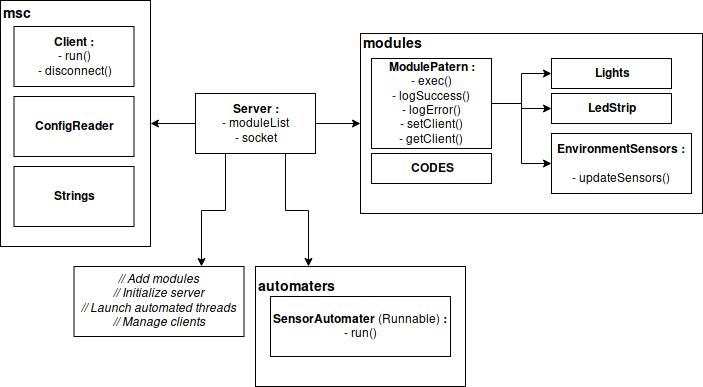 msc
Client :
- run()
- disconnect()
ConfigReader
Strings
Server :
- moduleList
- socket
modules
ModulePatern :
- exec()
- logSuccess()
- logError()
- setClient()
- getClient()
CODES
Lights
LedStrip
EnvironmentSensors :
- updateSensors()
// Add modules
// Initialize server
// Launch automated threads
// Manage clients
automaters
SensorAutomater (Runnable) :
- run()